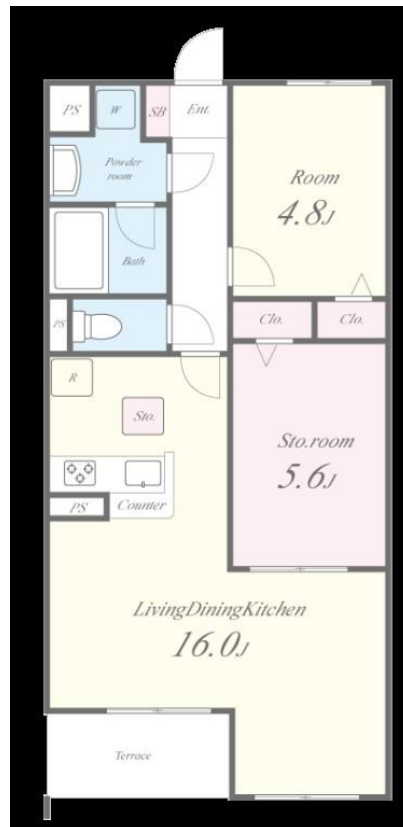 PS
W
SB
Ent.
Powder
room
Room
4.8J
Bath
PS
Clo.
Clo.
R
Sto.
Sto.room
5.6J
PS
Counter
LivingDiningKitchen
16.0J
Terrace